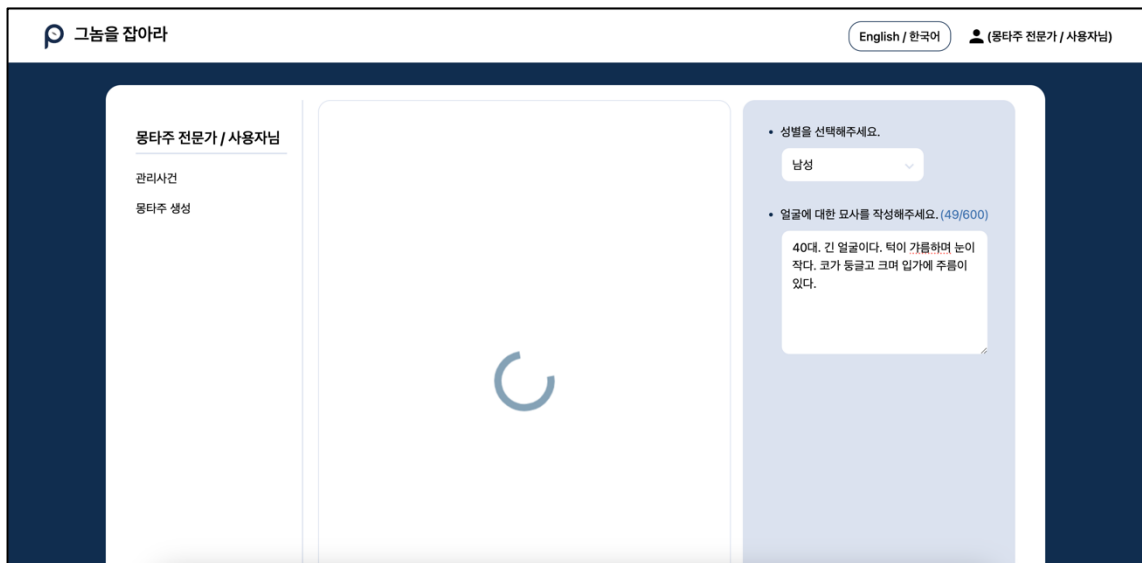 그놈을 잡아라
English / 한국어
(몽타주 전문가 / 사용자님)
몽타주 전문가 / 사용자님
관리사건
몽타주 생성
• 성별을 선택해주세요.
남성
• 얼굴에 대한 묘사를 작성해주세요. (49/600)
40대. 긴 얼굴이다. 턱이 갸름하며 눈이
작다. 코가 둥글고 크며 입가에 주름이
있다.